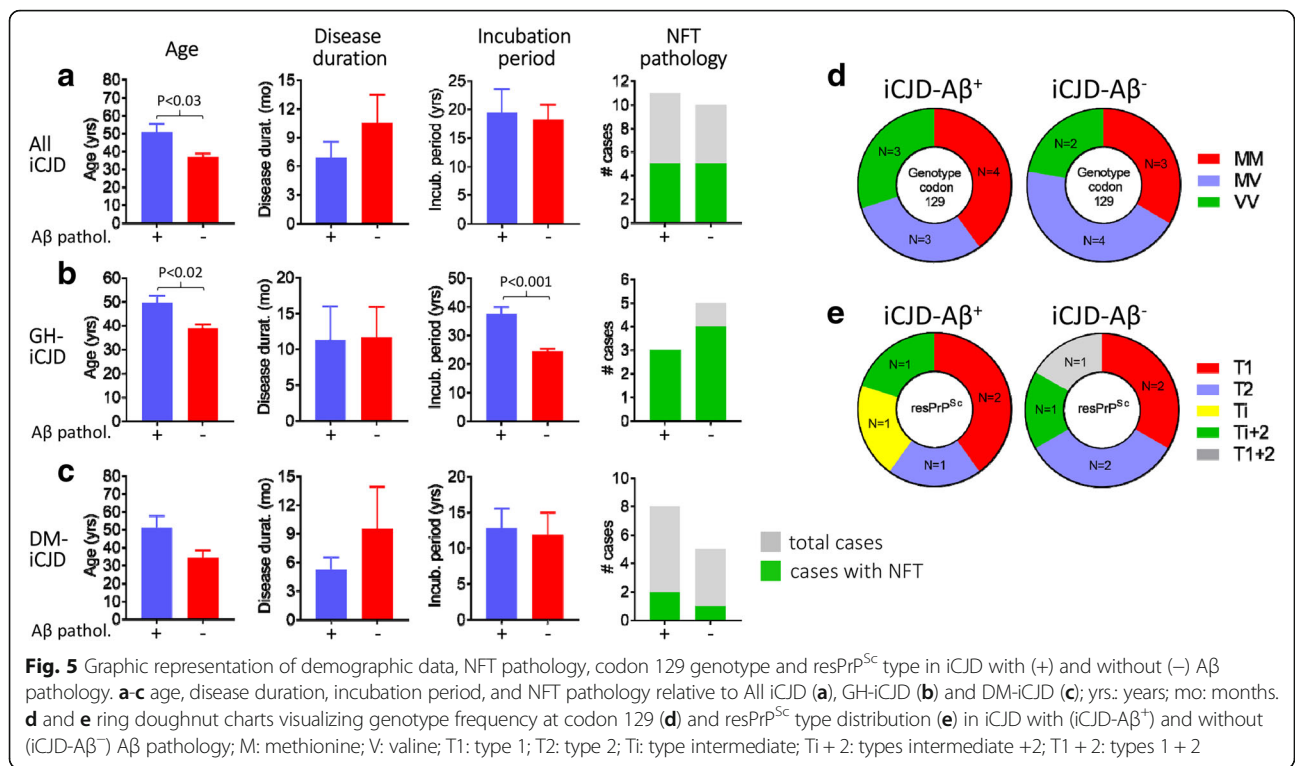 Age
Disease
duration
Incubation
period
NFT
pathology
a
All
iCJD
Age (yrs)
80
70
60
50
40
30
20
10
0
P<0.03
Disease durat. (mo)
15
12
9
6
3
0
Incub. period (yrs)
25
20
15
10
5
0
# cases
12
10
8
6
4
2
0
Aβ pathol.
+ -
+ -
+ -
+ -
b
GH-
iCJD
Age (yrs)
60
50
40
30
20
10
0
P<0.02
Disease durat. (mo)
20
15
10
5
0
Incub. period (yrs)
50
40
30
20
10
0
P<0.001
# cases
6
5
4
3
2
1
0
+ -
+ -
+ -
+ -
c
DM-
iCJD
Age (yrs)
80
70
60
50
40
30
20
10
0
Disease durat. (mo)
15
12
9
6
3
0
Incub. period (yrs)
20
15
10
5
0
# cases
10
8
6
4
2
0
Aβ pathol.
+ -
+ -
+ -
+ -
total cases
cases with NFT
d
iCJD-Aβ⁺
iCJD-Aβ⁻
N=3
N=4
N=3
Genotype
codon
129
N=2
N=3
N=4
Genotype
codon
129
MM
MV
VV
e
iCJD-Aβ⁺
iCJD-Aβ⁻
N=1
N=2
N=1
N=1
resPrPSc
N=1
N=2
N=1
N=2
resPrPSc
T1
T2
Ti
Ti+2
T1+2
Fig. 5 Graphic representation of demographic data, NFT pathology, codon 129 genotype and resPrPSc type in iCJD with (+) and without (−) Aβ
pathology. a-c age, disease duration, incubation period, and NFT pathology relative to All iCJD (a), GH-iCJD (b) and DM-iCJD (c); yrs.: years; mo: months.
d and e ring doughnut charts visualizing genotype frequency at codon 129 (d) and resPrPSc type distribution (e) in iCJD with (iCJD-Aβ⁺) and without
(iCJD-Aβ⁻) Aβ pathology; M: methionine; V: valine; T1: type 1; T2: type 2; Ti: type intermediate; Ti + 2: types intermediate +2; T1 + 2: types 1 + 2